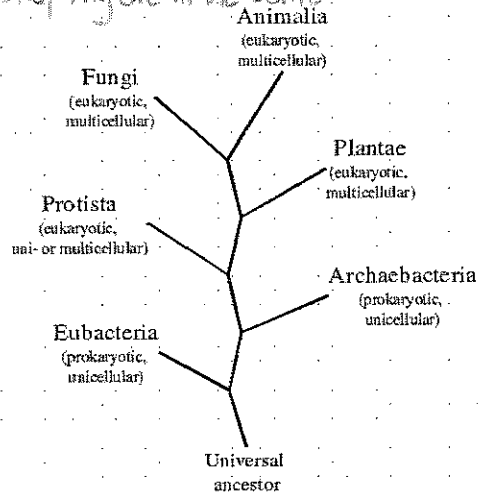 Animalia
(eukaryotic,
multicellular)
Fungi
(eukaryotic,
multicellular)
Plantae
(eukaryotic,
multicellular)
Protista
(eukaryotic,
uni- or multicellular)
Archaebacteria
(prokaryotic,
unicellular)
Eubacteria
(prokaryotic,
unicellular)
Universal
ancestor